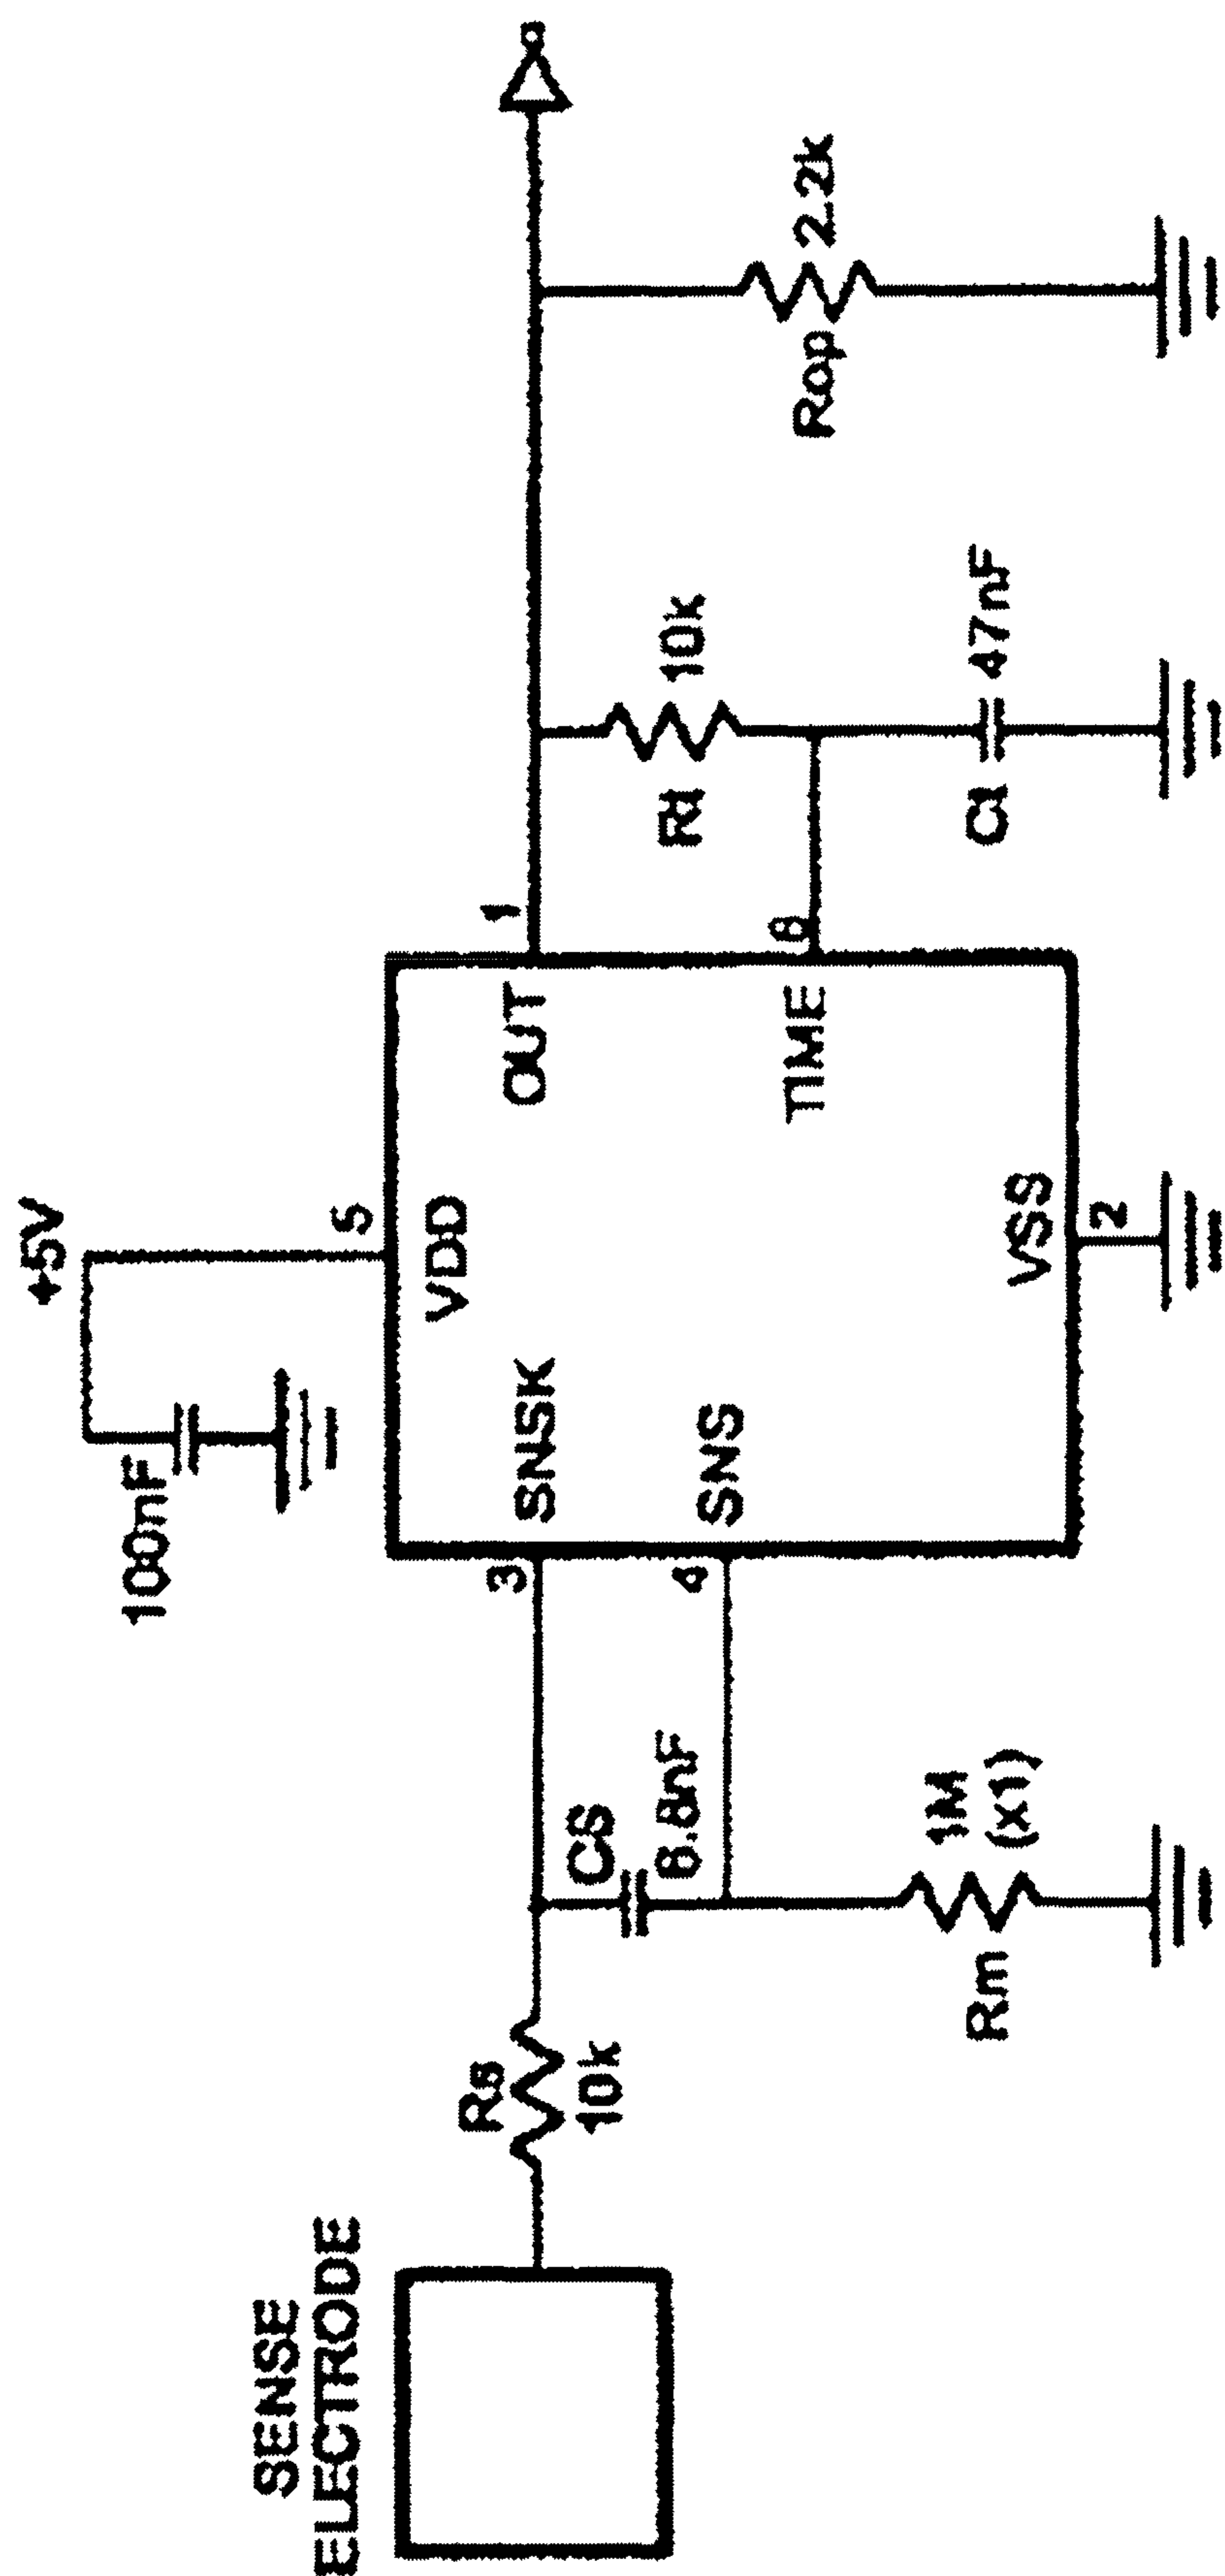 SENSE
ELECTRODE
Rs
10k
CS
6.8nF
Rm
1M
(x1)
100nF
+5V
3
SNSK
4
SNS
5
VDD
VSS
2
1
OUT
6
TIME
10k
C1
47nF
Rop
2.2k